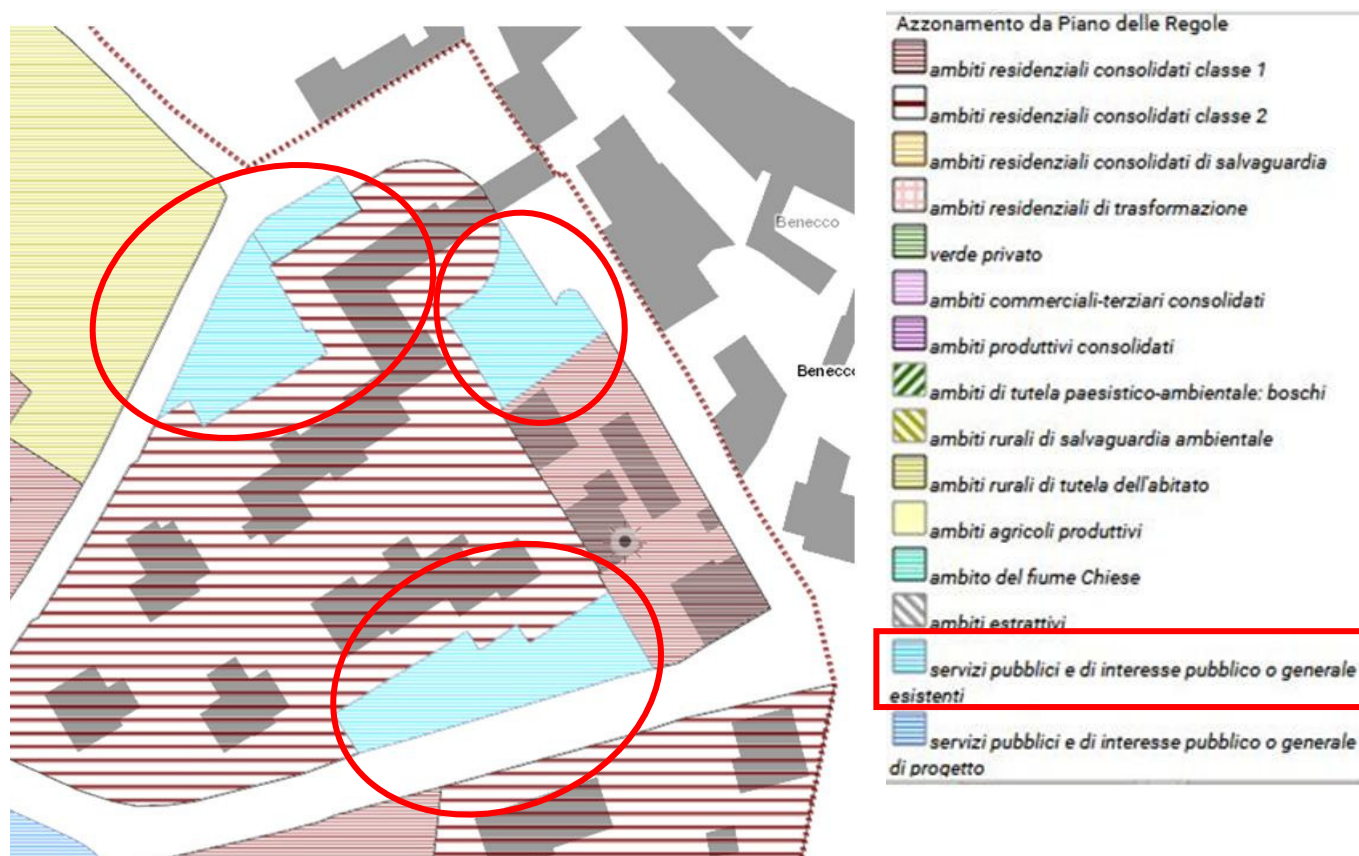 Benecco
Benecc
Azzonamento da Piano delle Regole
ambiti residenziali consolidati classe 1
ambiti residenziali consolidati classe 2
ambiti residenziali consolidati di salvaguardia
ambiti residenziali di trasformazione
verde privato
ambiti commerciali-terziari consolidati
ambiti produttivi consolidati
ambiti di tutela paesistico-ambientale: boschi
ambiti rurali di salvaguardia ambientale
ambiti rurali di tutela dell'abitato
ambiti agricoli produttivi
ambito del fiume Chiese
ambiti estrattivi
servizi pubblici e di interesse pubblico o generale
esistenti
servizi pubblici e di interesse pubblico o generale
di progetto